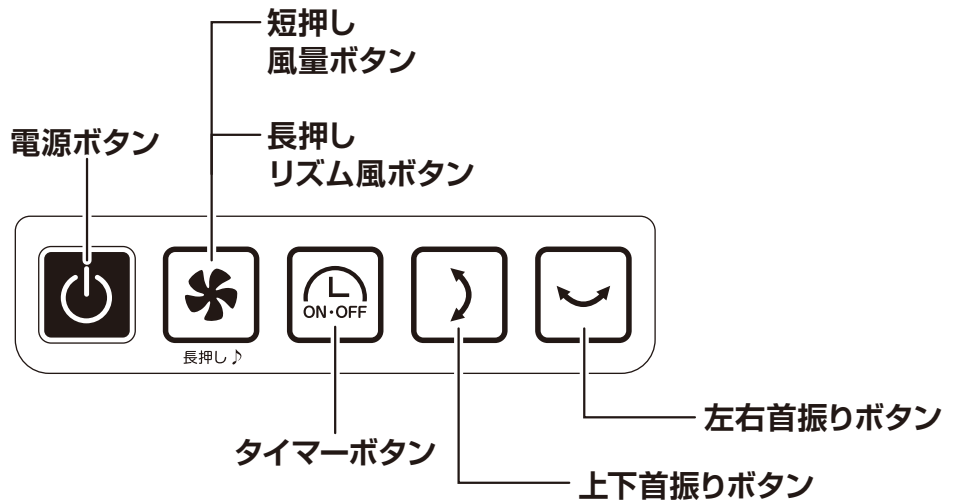 短押し
風量ボタン
長押し
リズム風ボタン
電源ボタン
ON・OFF
長押し♪
タイマーボタン
左右首振りボタン
上下首振りボタン